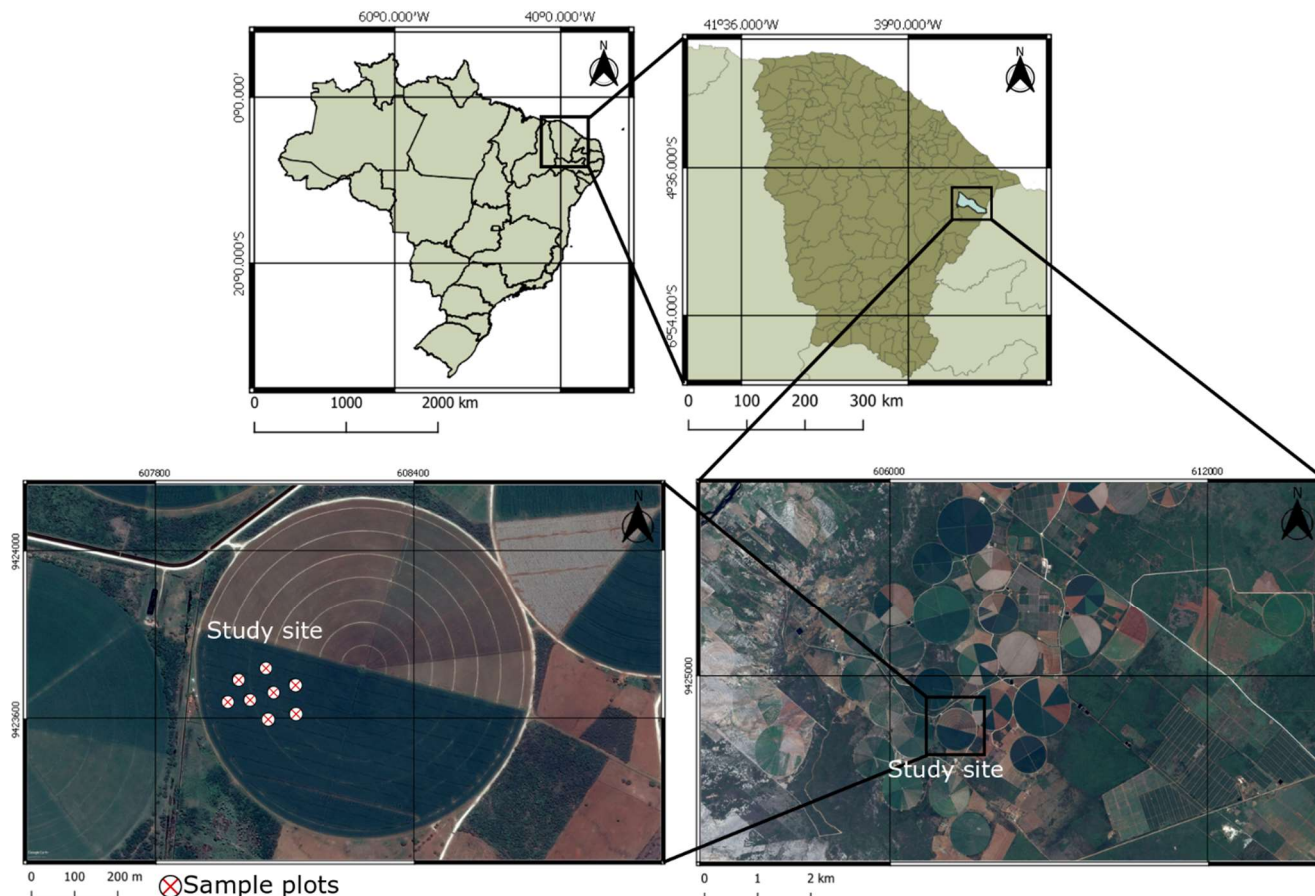 60º0.000'W 40º0.000'W
N
0º0.000'
20º0.000'S
0 1000 2000 km
41º36.000'W 39º0.000'W
N
4º36.000'S
6º54.000'S
0 100 200 300 km
607800 608400
N
9424000
9423600
Study site
0 100 200 m
Sample plots
606000 612000
N
9425000
Study site
0 1 2 km